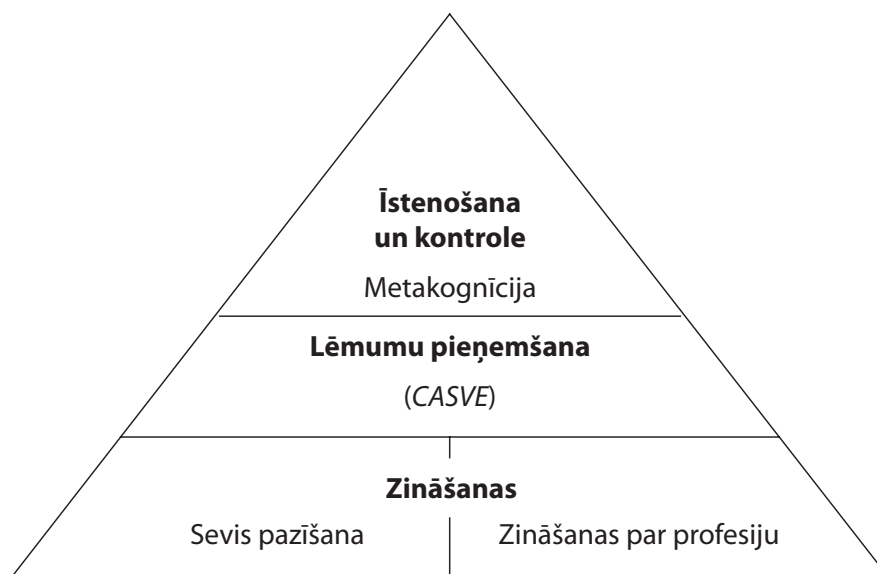 Īstenošana
un kontrole
Metakognīcija
Lēmumu pieņemšana
(CASVE)
Zināšanas
Sevis pazīšana
Zināšanas par profesiju